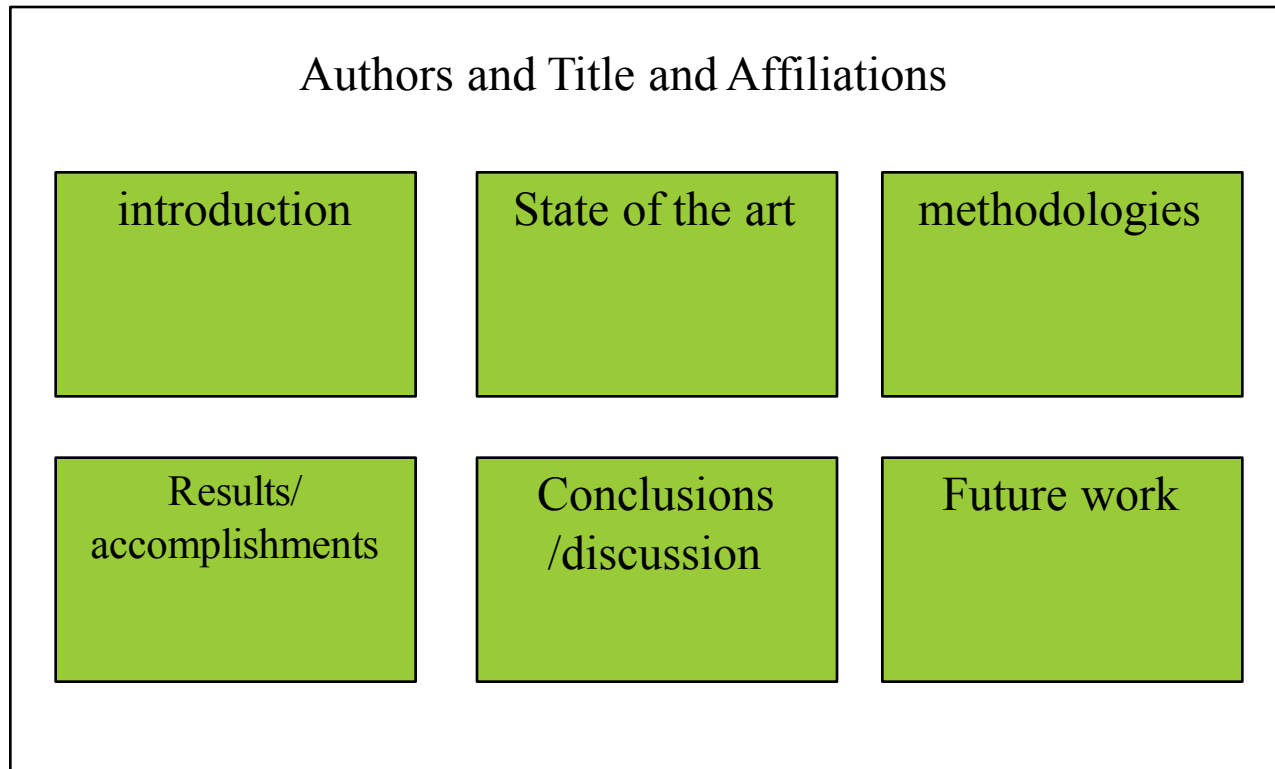 Authors and Title and Affiliations
introduction
State of the art
methodologies
Results/
accomplishments
Conclusions
/discussion
Future work